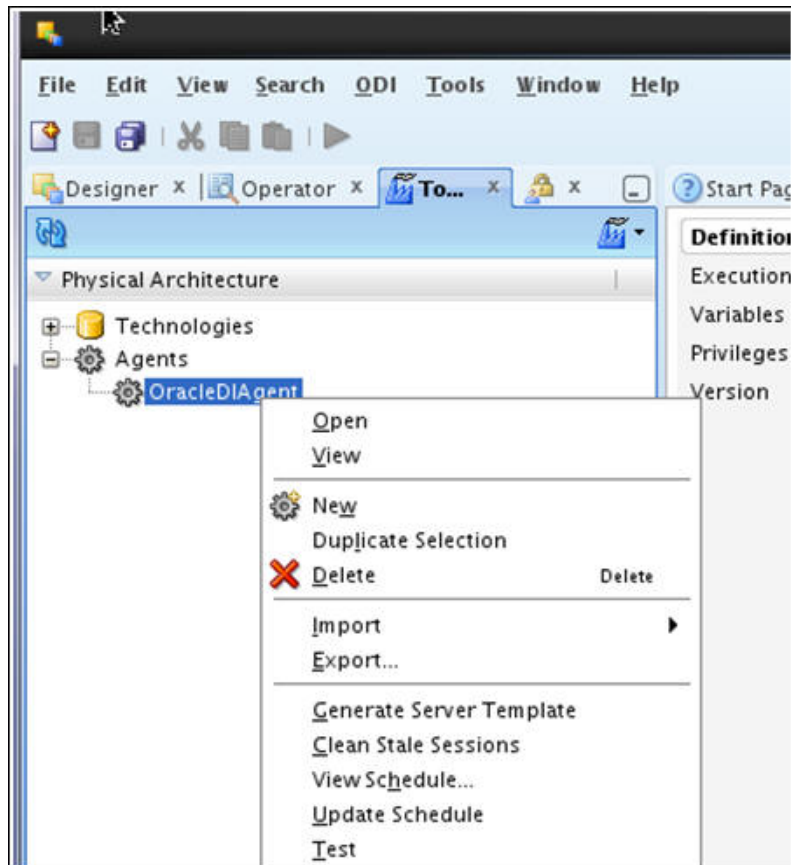 File Edit View Search ODI Tools Window Help
Designer Operator To... Start Pag
Physical Architecture
Definition
Execution
Technologies
Variables
Agents
Privileges
OracleDIAgent
Version
Open
View
New
Duplicate Selection
Delete Delete
Import
Export...
Generate Server Template
Clean Stale Sessions
View Schedule...
Update Schedule
Test